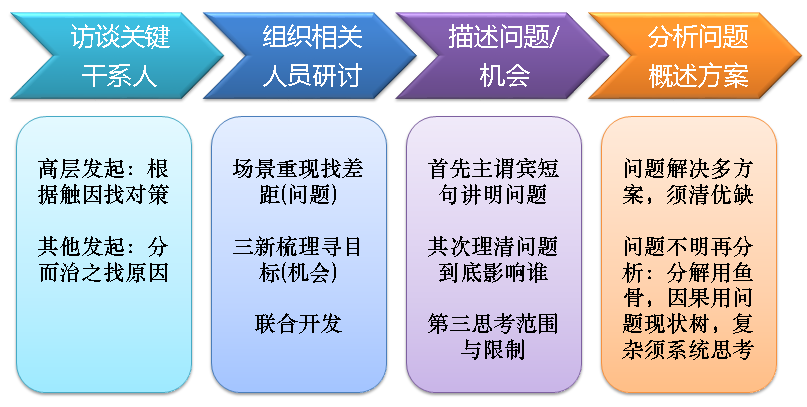 访谈关键
干系人
组织相关
人员研讨
描述问题/
机会
分析问题
概述方案
高层发起：根
据触因找对策
其他发起：分
而治之找原因
场景重现找差
距(问题)
三新梳理寻目
标(机会)
联合开发
首先主谓宾短
句讲明问题
其次理清问题
到底影响谁
第三思考范围
与限制
问题解决多方
案，须清优缺
问题不明再分
析：分解用鱼
骨，因果用问
题现状树，复
杂须系统思考